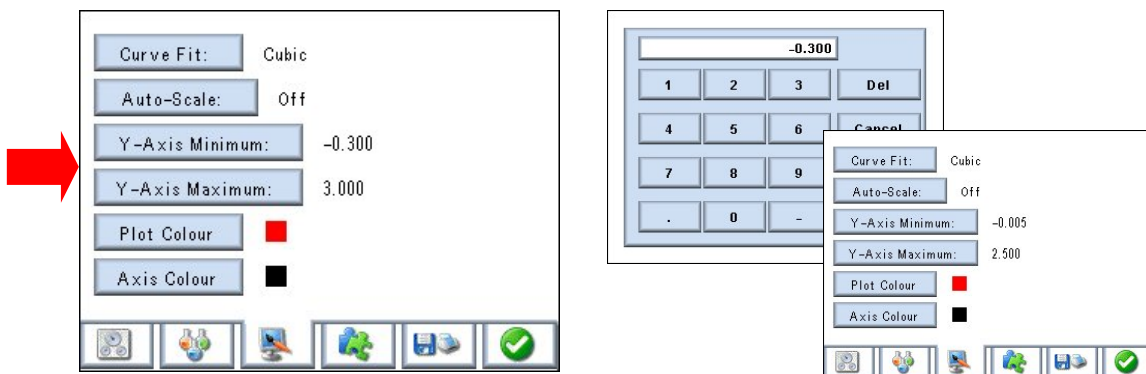 Curve Fit: Cubic
Auto-Scale: Off
Y-Axis Minimum: -0.300
Y-Axis Maximum: 3.000
Plot Colour
Axis Colour
-0.300
1 2 3 Del
4 5 6 Cancel
7 8 9
. 0 -
Curve Fit: Cubic
Auto-Scale: Off
Y-Axis Minimum: -0.005
Y-Axis Maximum: 2.500
Plot Colour
Axis Colour